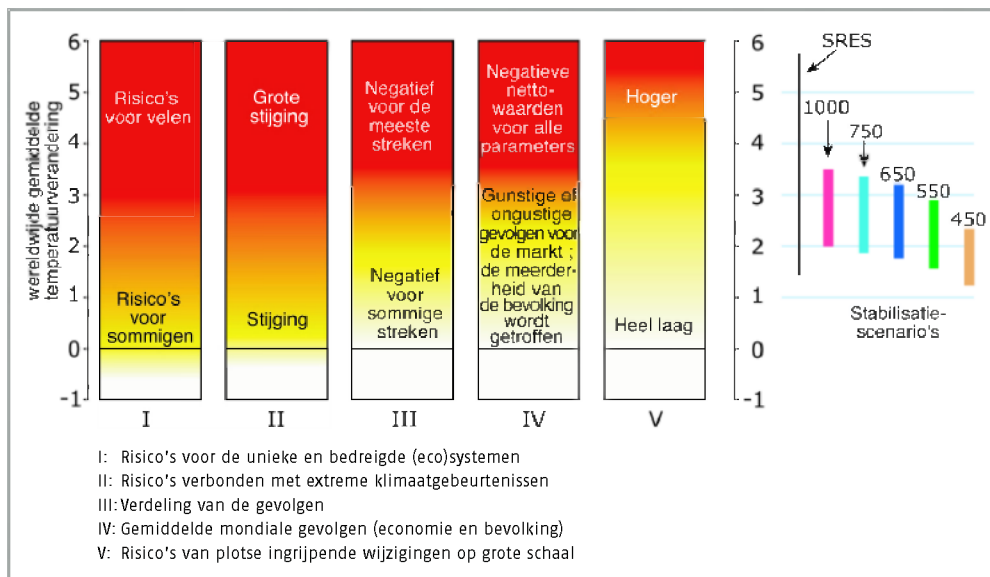 wereldwijde gemiddelde
temperatuurverandering
6
5
4
3
2
1
0
-1
Risico's
voor velen
Risico's
voor
sommigen
I
Grote
stijging
Stijging
II
Negatief
voor de
meeste
streken
Negatief
voor
sommige
streken
III
Negatieve
netto-
waarden
voor alle
parameters
Gunstige of
ongustige
gevolgen voor
de markt ;
de meerder-
heid van
de bevolking
wordt
getroffen
IV
Hoger
Heel laag
V
6
5
4
3
2
1
0
-1
SRES
1000
750
650
550
450
Stabilisatie-
scenario's
I: Risico's voor de unieke en bedreigde (eco)systemen
II: Risico's verbonden met extreme klimaatgebeurtenissen
III: Verdeling van de gevolgen
IV: Gemiddelde mondiale gevolgen (economie en bevolking)
V: Risico's van plotse ingrijpende wijzigingen op grote schaal